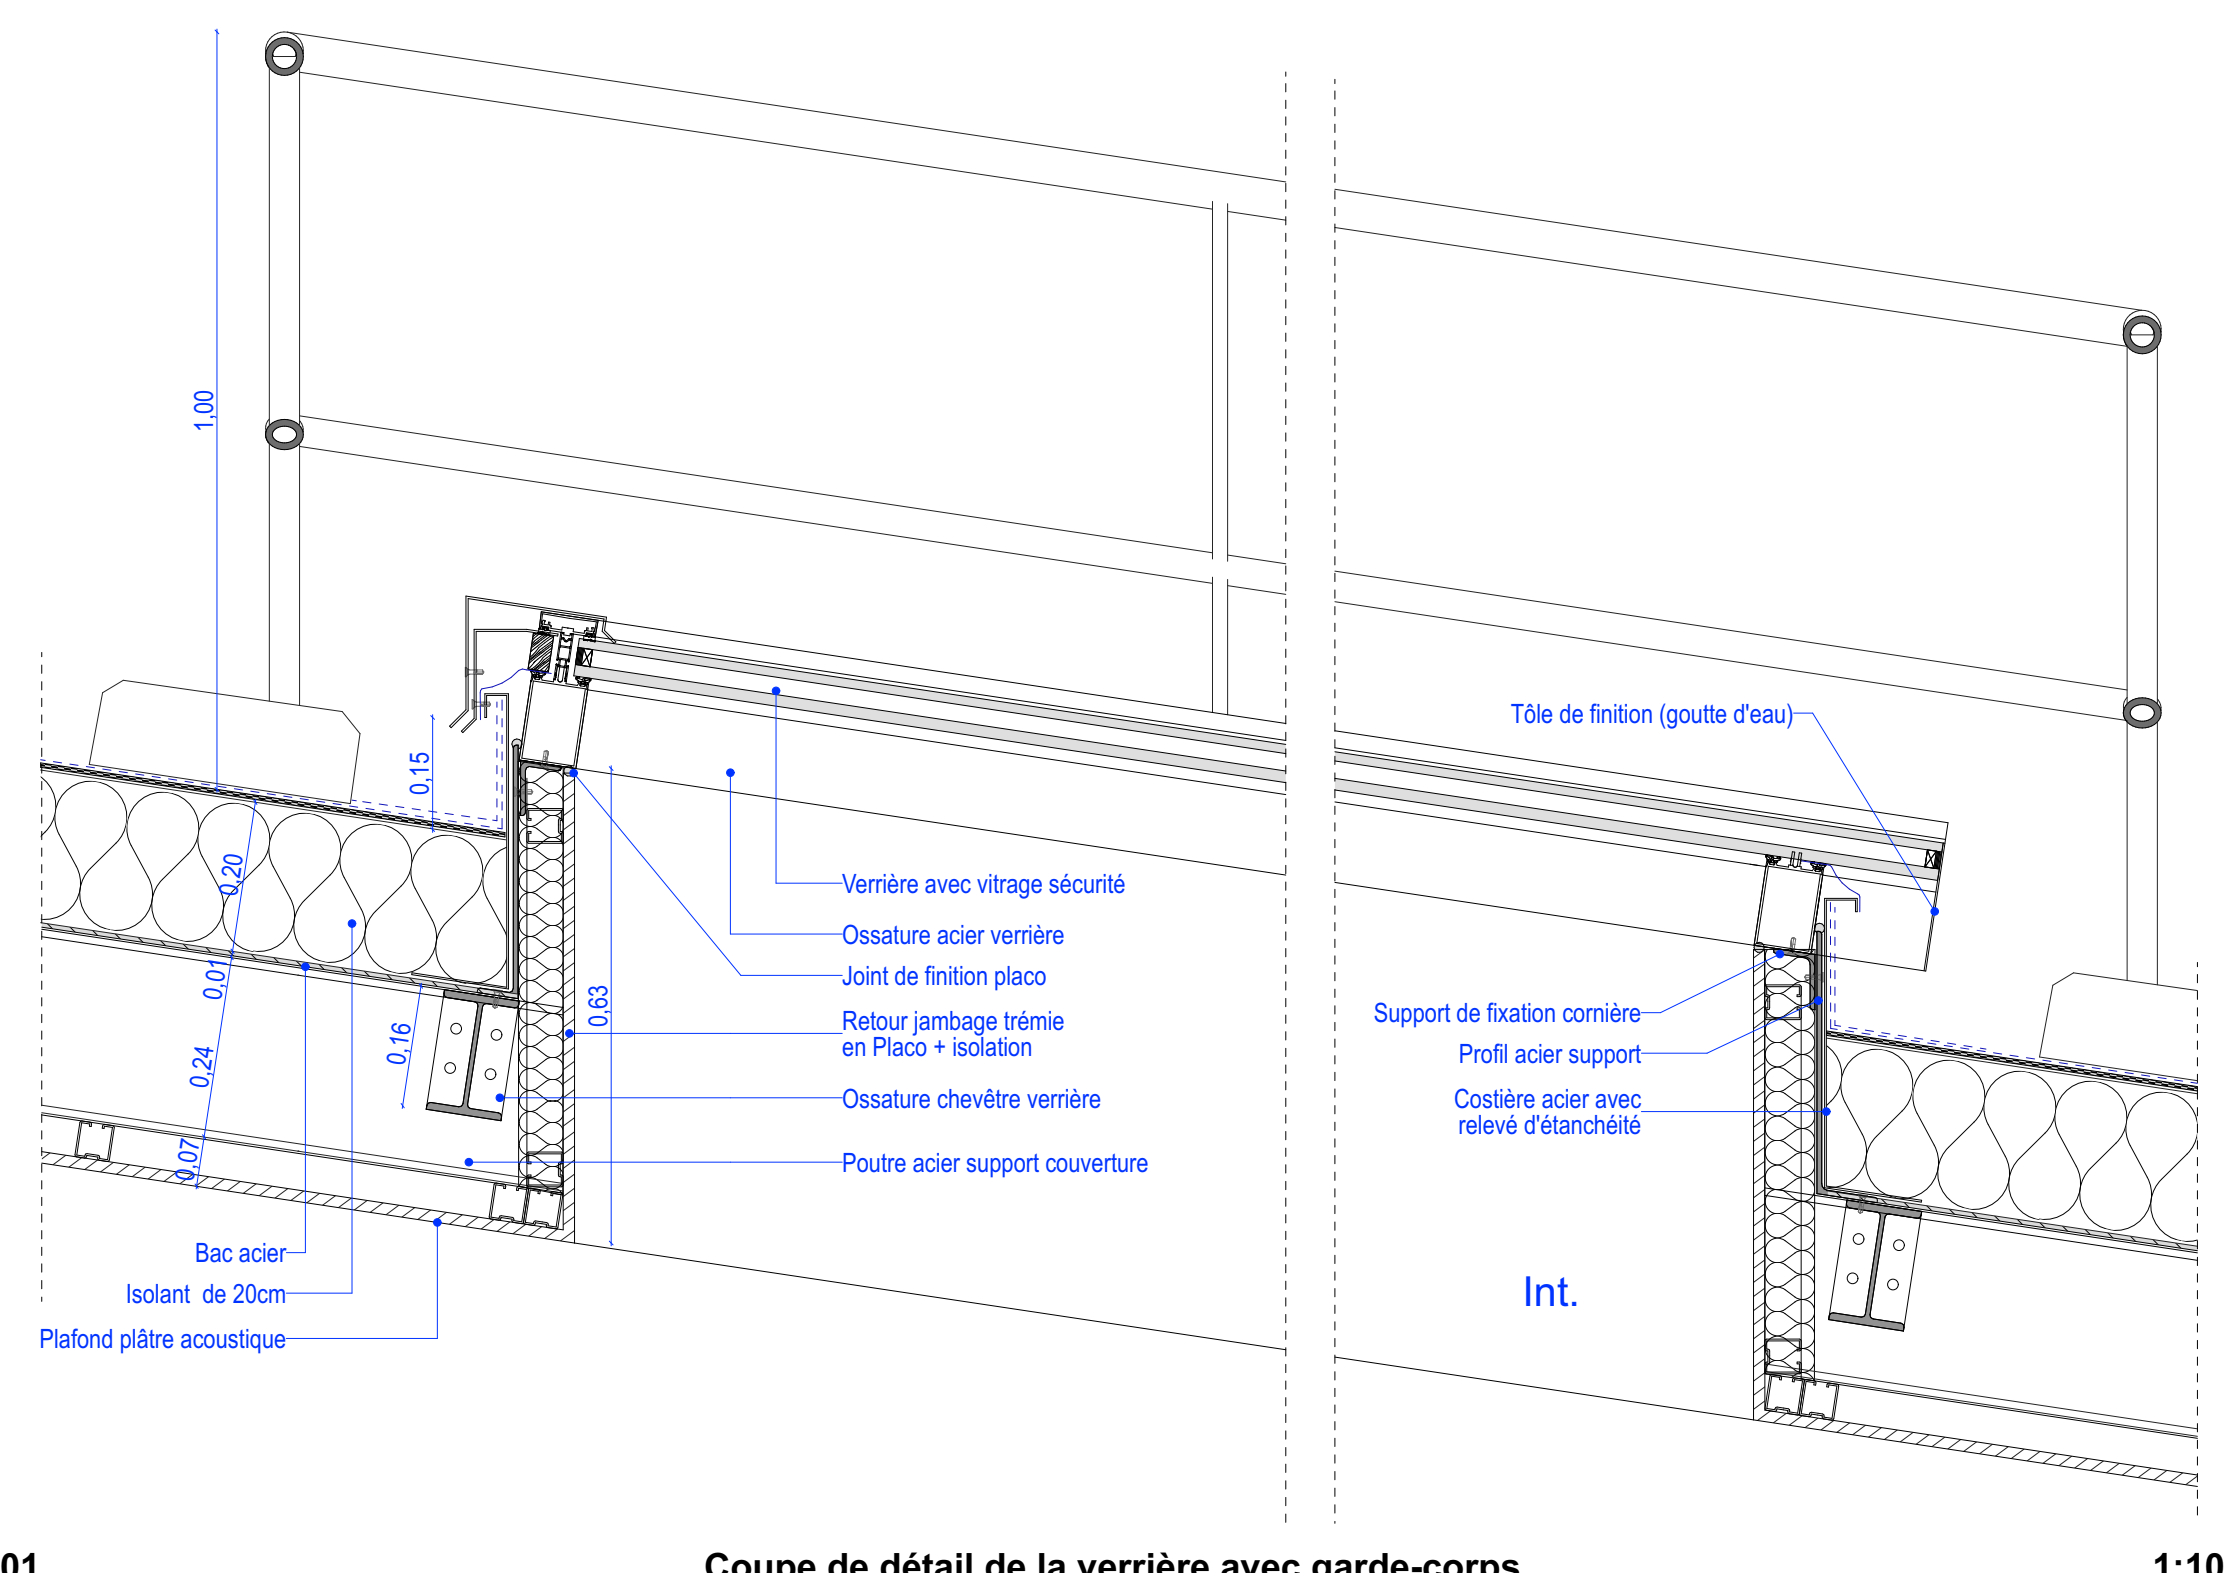 1,00
0,15
0,20
0,01
0,24
0,16
0,07
0,63
Verrière avec vitrage sécurité
Ossature acier verrière
Joint de finition placo
Retour jambage trémie
en Placo + isolation
Ossature chevêtre verrière
Poutre acier support couverture
Bac acier
Isolant de 20cm
Plafond plâtre acoustique
Tôle de finition (goutte d'eau)
Support de fixation cornière
Profil acier support
Costière acier avec
relevé d'étanchéité
Int.
01
Coupe de détail de la verrière avec garde-corps
1:10